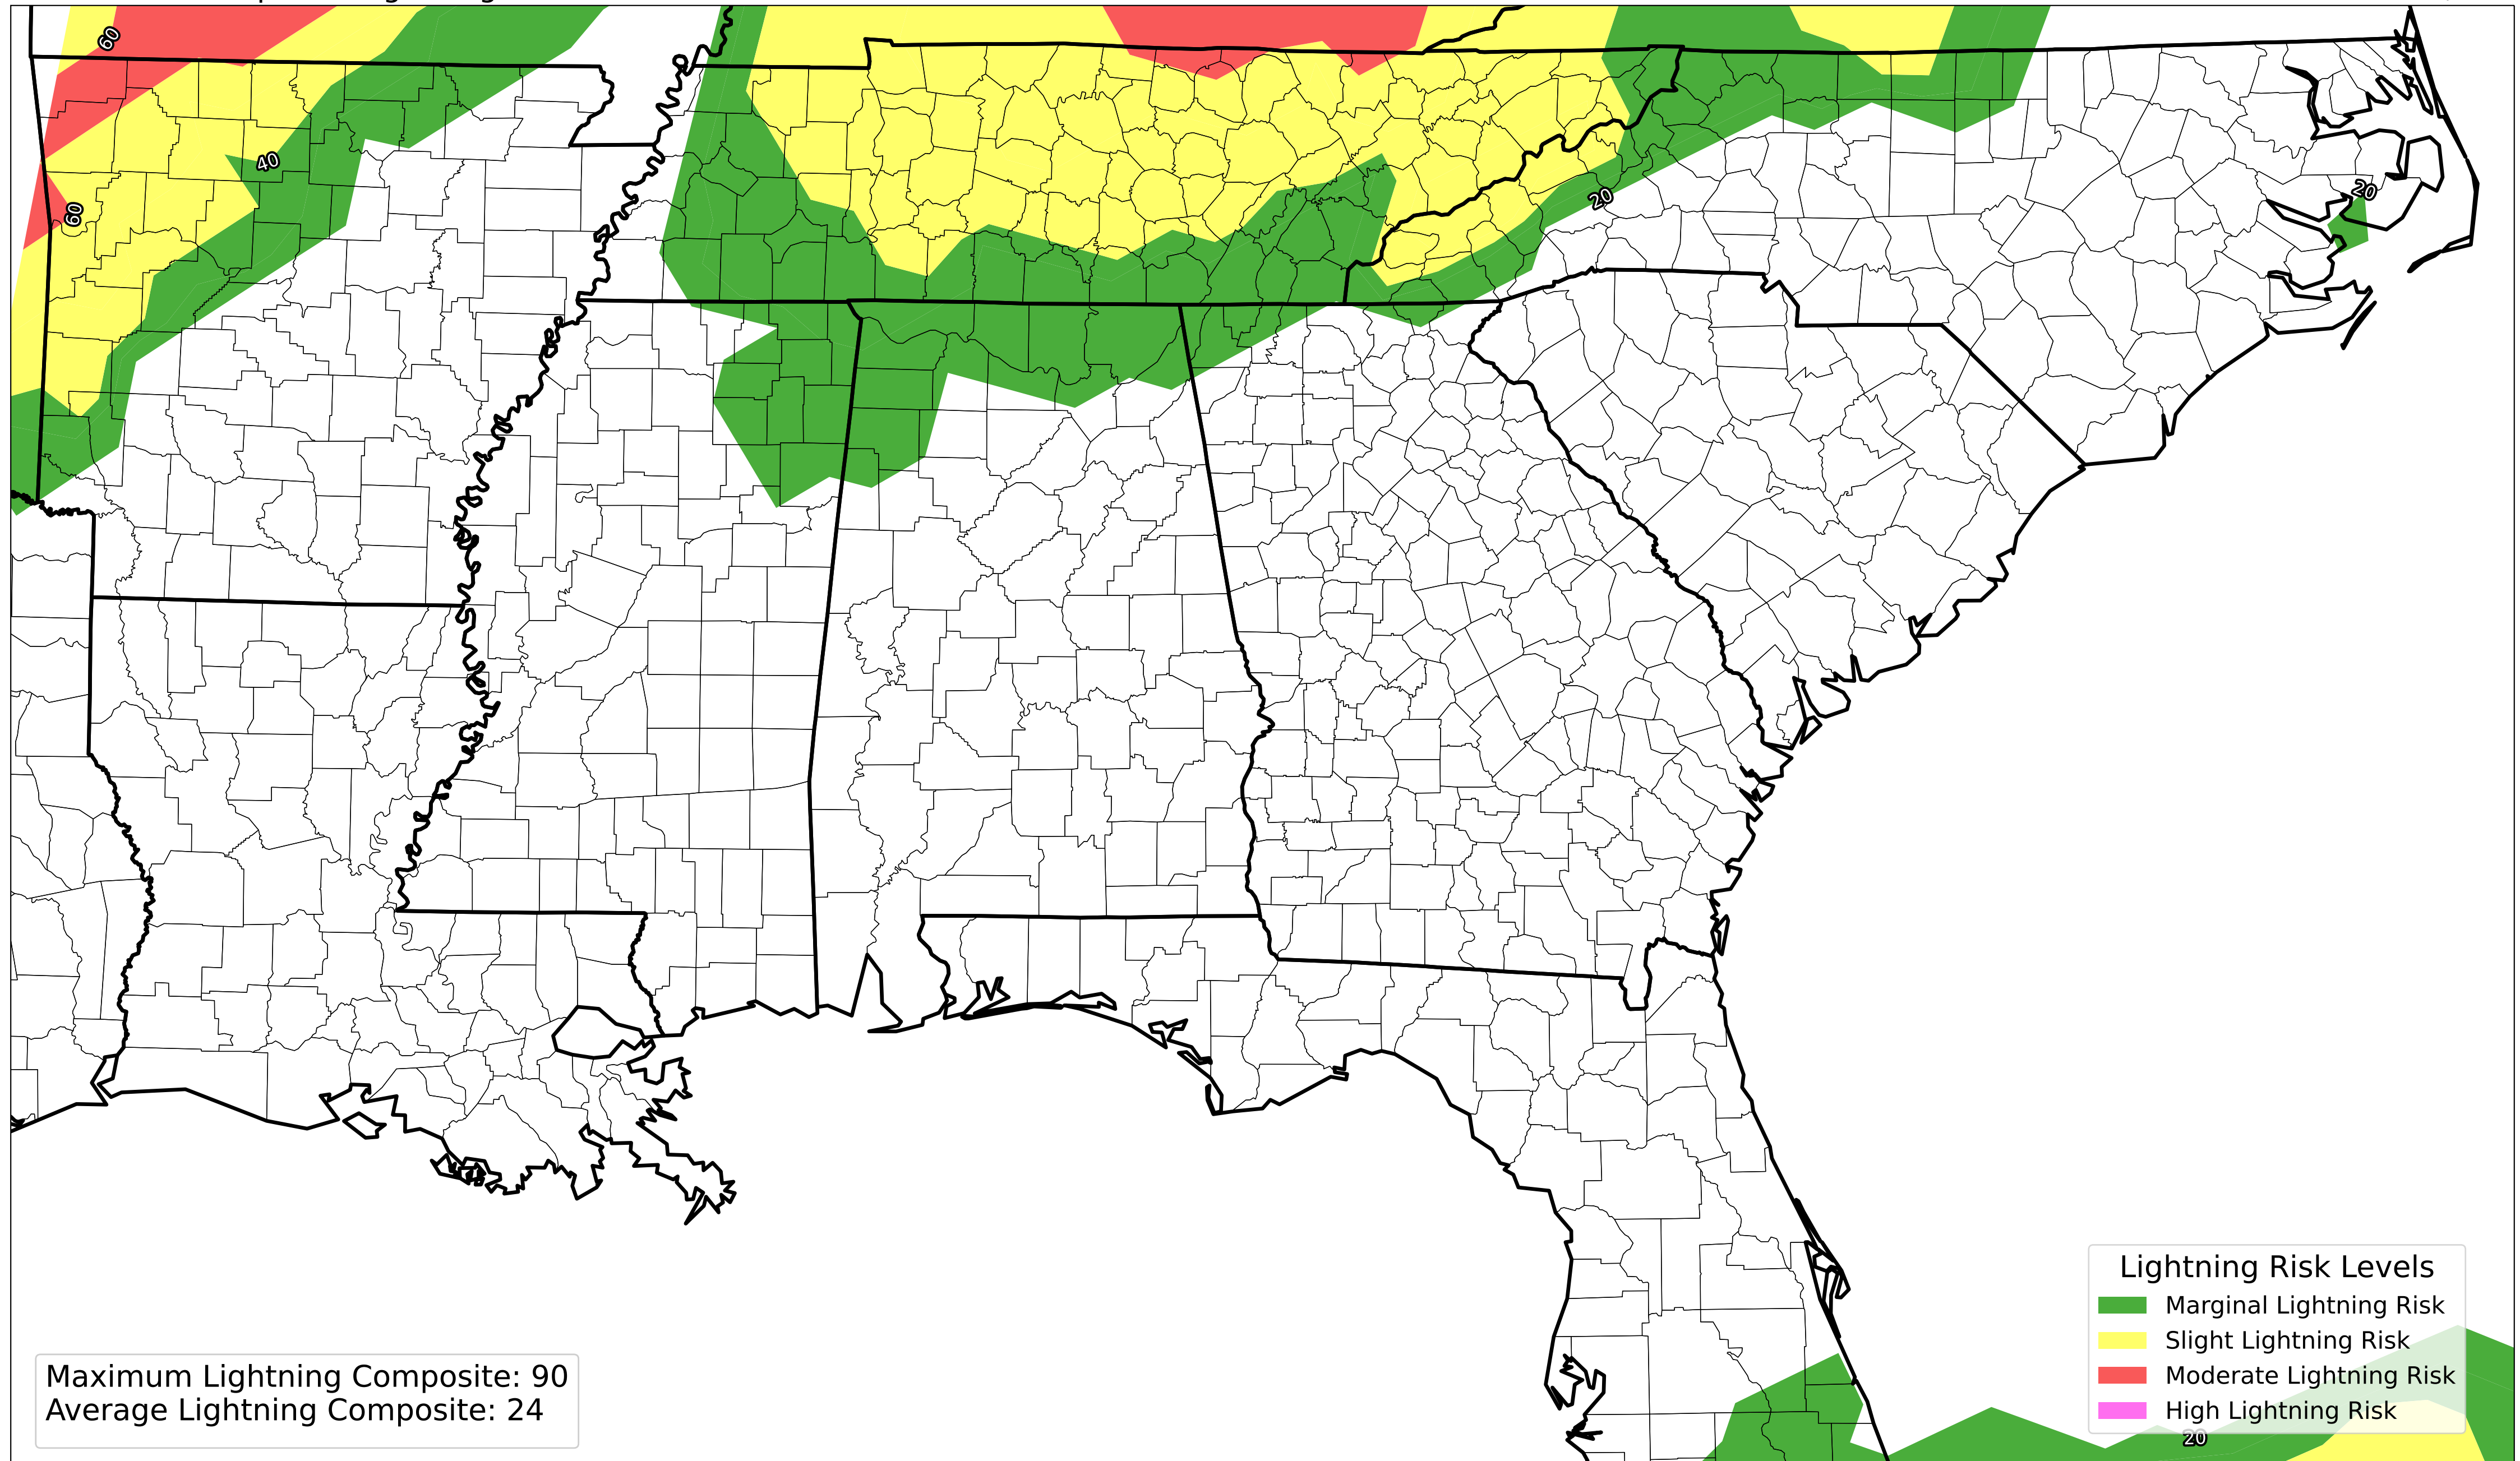 60
40
60
20
20
Lightning Risk Levels
Marginal Lightning Risk
Slight Lightning Risk
Moderate Lightning Risk
High Lightning Risk
Maximum Lightning Composite: 90
Average Lightning Composite: 24
20